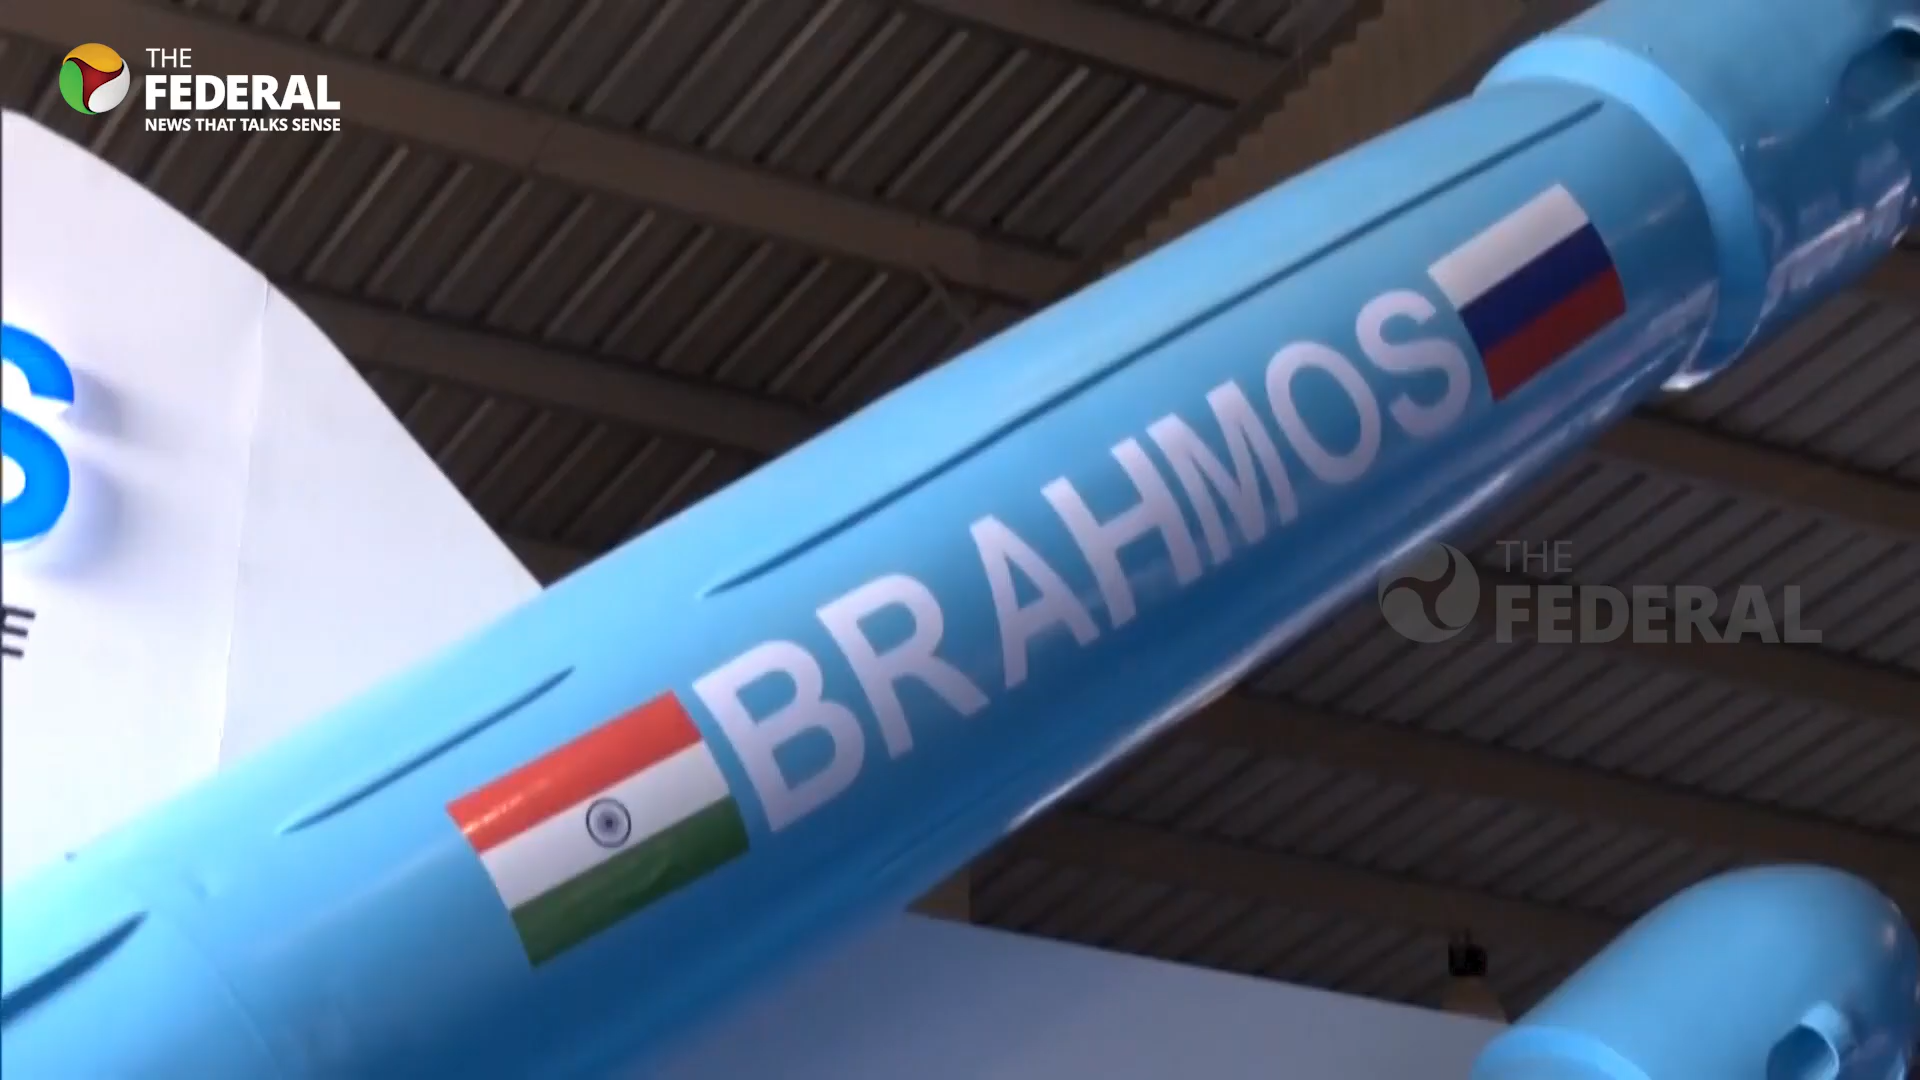 THE
FEDERAL
NEWS THAT TALKS SENSE
S
E
BRAHMOS
THE
FEDERAL